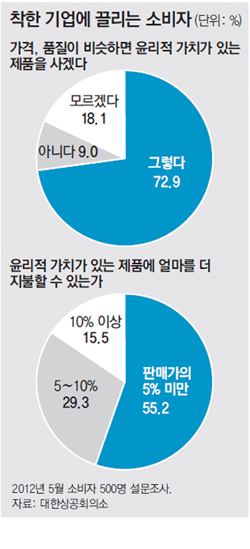 착한 기업에 끌리는 소비자(단위: %)
가격, 품질이 비슷하면 윤리적 가치가 있는
제품을 사겠다
모르겠다
18.1
아니다 9.0
그렇다
72.9
윤리적 가치가 있는 제품에 얼마를 더
지불할 수 있는가
10% 이상
15.5
5~10%
29.3
판매가의
5% 미만
55.2
2012년 5월 소비자 500명 설문조사.
자료: 대한상공회의소